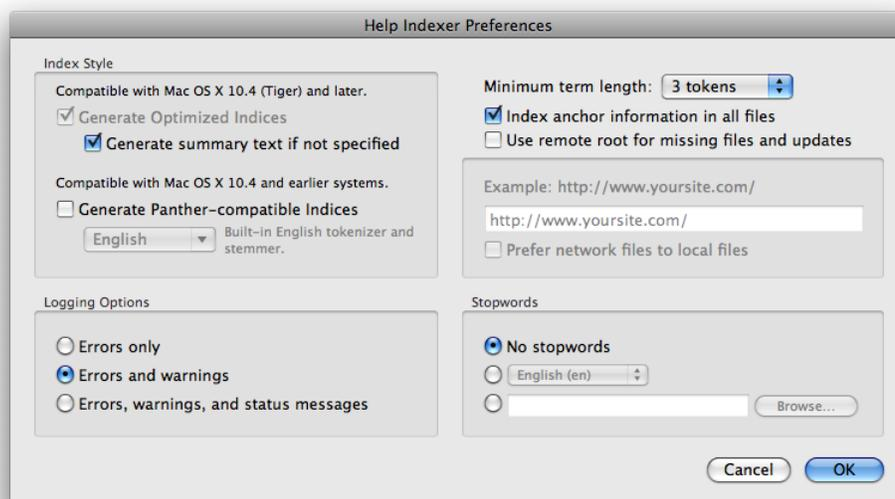 Help Indexer Preferences
Index Style
Compatible with Mac OS X 10.4 (Tiger) and later.
Generate Optimized Indices
Generate summary text if not specified
Compatible with Mac OS X 10.4 and earlier systems.
Generate Panther-compatible Indices
English
Built-in English tokenizer and
stemmer.
Minimum term length: 3 tokens
Index anchor information in all files
Use remote root for missing files and updates
Example: http://www.yoursite.com/
http://www.yoursite.com/
Prefer network files to local files
Logging Options
Errors only
Errors and warnings
Errors, warnings, and status messages
Stopwords
No stopwords
English (en)
Browse...
Cancel OK